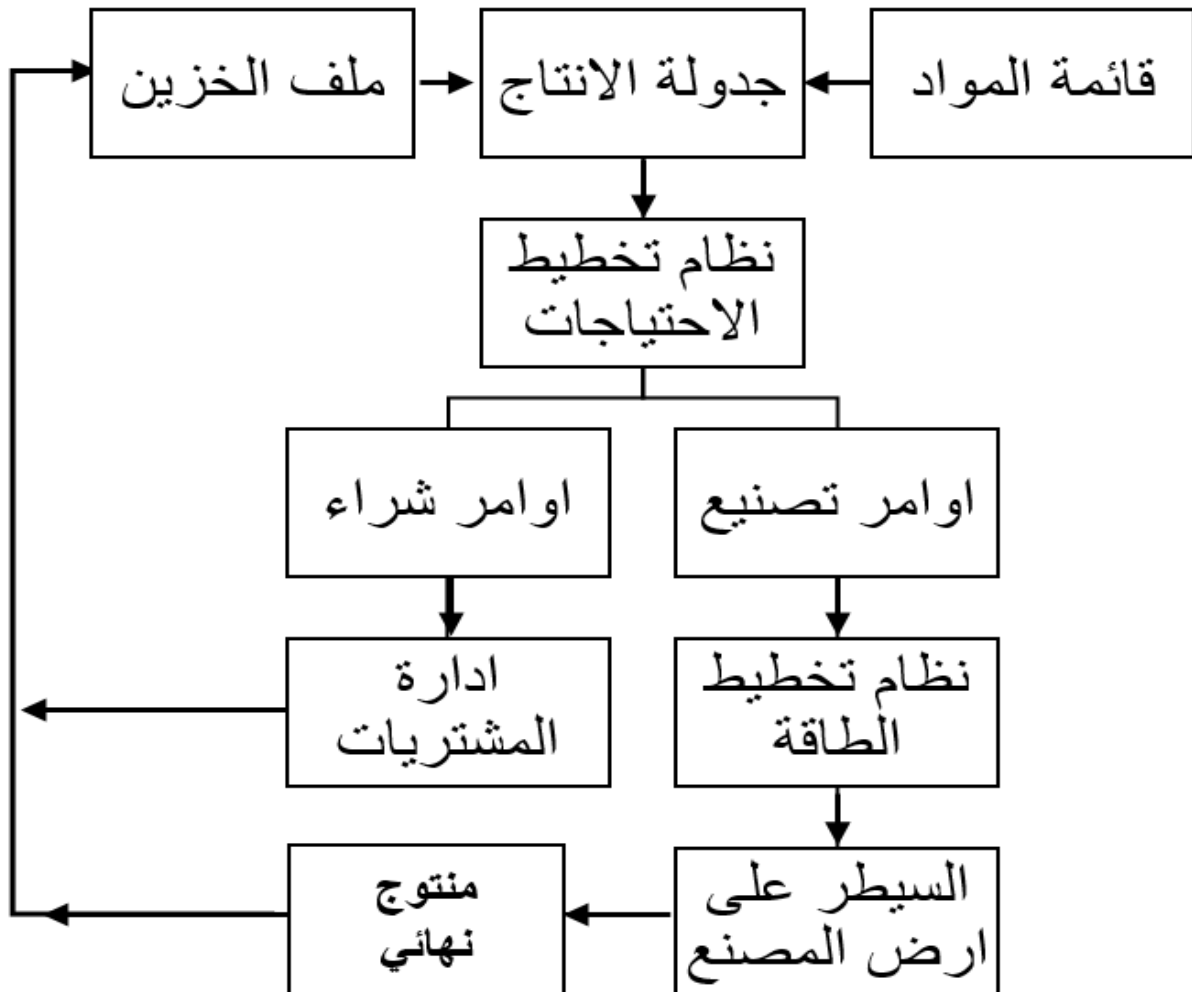 قائمة المواد
جدولة الانتاج
ملف الخزين
نظام تخطيط
الاحتياجات
اوامر تصنيع
اوامر شراء
نظام تخطيط
الطاقة
ادارة
المشتريات
السيطر على
ارض المصنع
منتوج
نهائي